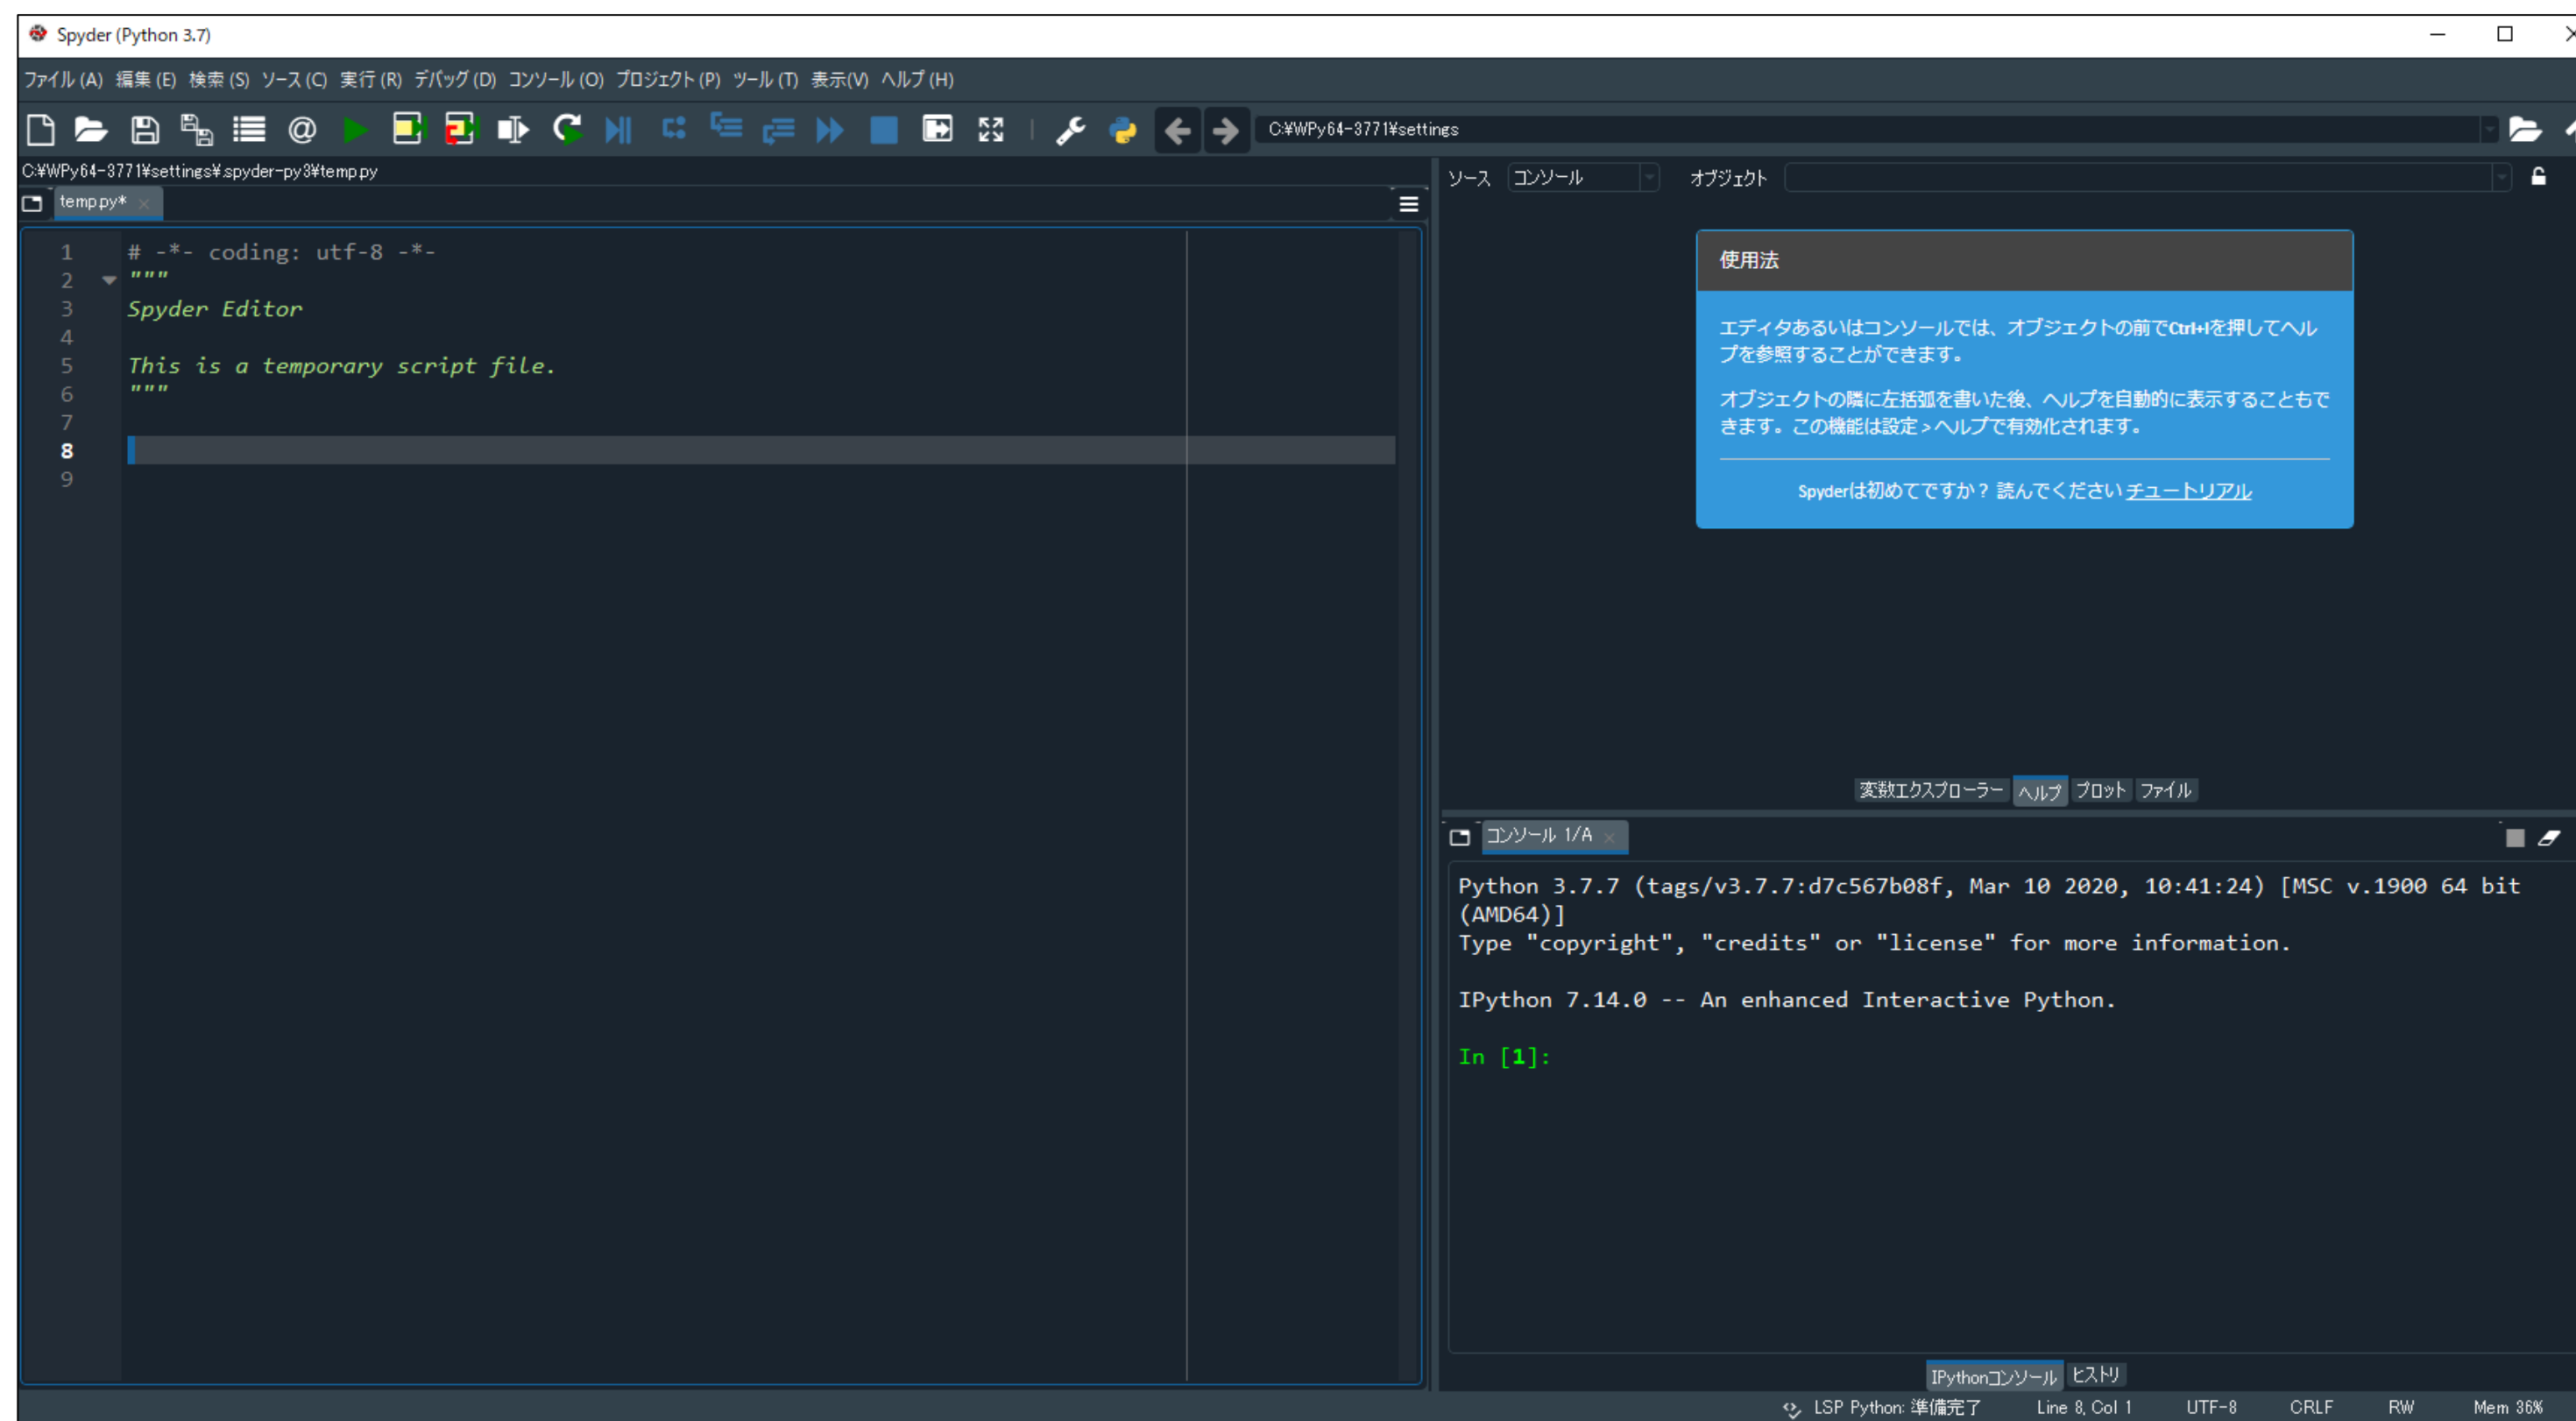 Spyder (Python 3.7)
ファイル (A) 編集 (E) 検索 (S) ソース (C) 実行 (R) デバッグ (D) コンソール (O) プロジェクト (P) ツール (T) 表示(V) ヘルプ (H)
C:¥WPy64-3771¥settings
C:¥WPy64-3771¥settings¥.spyder-py3¥temp.py
temp.py*
1 # -*- coding: utf-8 -*-
2 """
3 Spyder Editor
4
5 This is a temporary script file.
6 """
7
8
9
ソース コンソール オブジェクト
使用法
エディタあるいはコンソールでは、オブジェクトの前でCtrl+Iを押してヘル
プを参照することができます。
オブジェクトの隣に左括弧を書いた後、ヘルプを自動的に表示することもで
きます。この機能は設定 > ヘルプで有効化されます。
Spyderは初めてですか？ 読んでください チュートリアル
変数エクスプローラー ヘルプ プロット ファイル
コンソール 1/A
Python 3.7.7 (tags/v3.7.7:d7c567b08f, Mar 10 2020, 10:41:24) [MSC v.1900 64 bit
(AMD64)]
Type "copyright", "credits" or "license" for more information.
IPython 7.14.0 -- An enhanced Interactive Python.
In [1]:
IPythonコンソール ヒストリ
LSP Python: 準備完了 Line 8, Col 1 UTF-8 CRLF RW Mem 36%